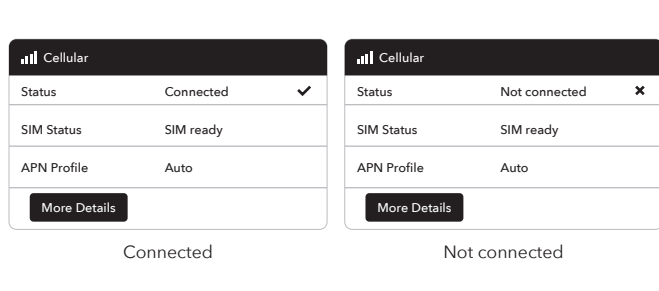 Cellular
Status Connected
SIM Status SIM ready
APN Profile Auto
More Details
Connected
Cellular
Status Not connected
SIM Status SIM ready
APN Profile Auto
More Details
Not connected